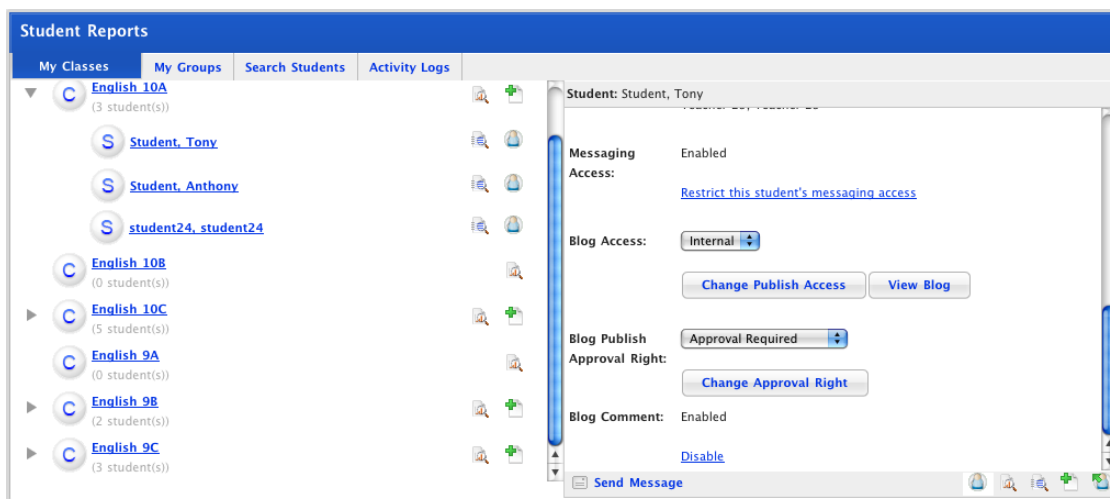 Student Reports
My Classes
My Groups
Search Students
Activity Logs
C
English 10A
(3 student(s))
S
Student, Tony
S
Student, Anthony
S
student24, student24
C
English 10B
(0 student(s))
C
English 10C
(5 student(s))
C
English 9A
(0 student(s))
C
English 9B
(2 student(s))
C
English 9C
(3 student(s))
Student: Student, Tony
Messaging Access: Enabled
Restrict this student's messaging access
Blog Access: Internal
Change Publish Access
View Blog
Blog Publish
Approval Right: Approval Required
Change Approval Right
Blog Comment: Enabled
Disable
Send Message